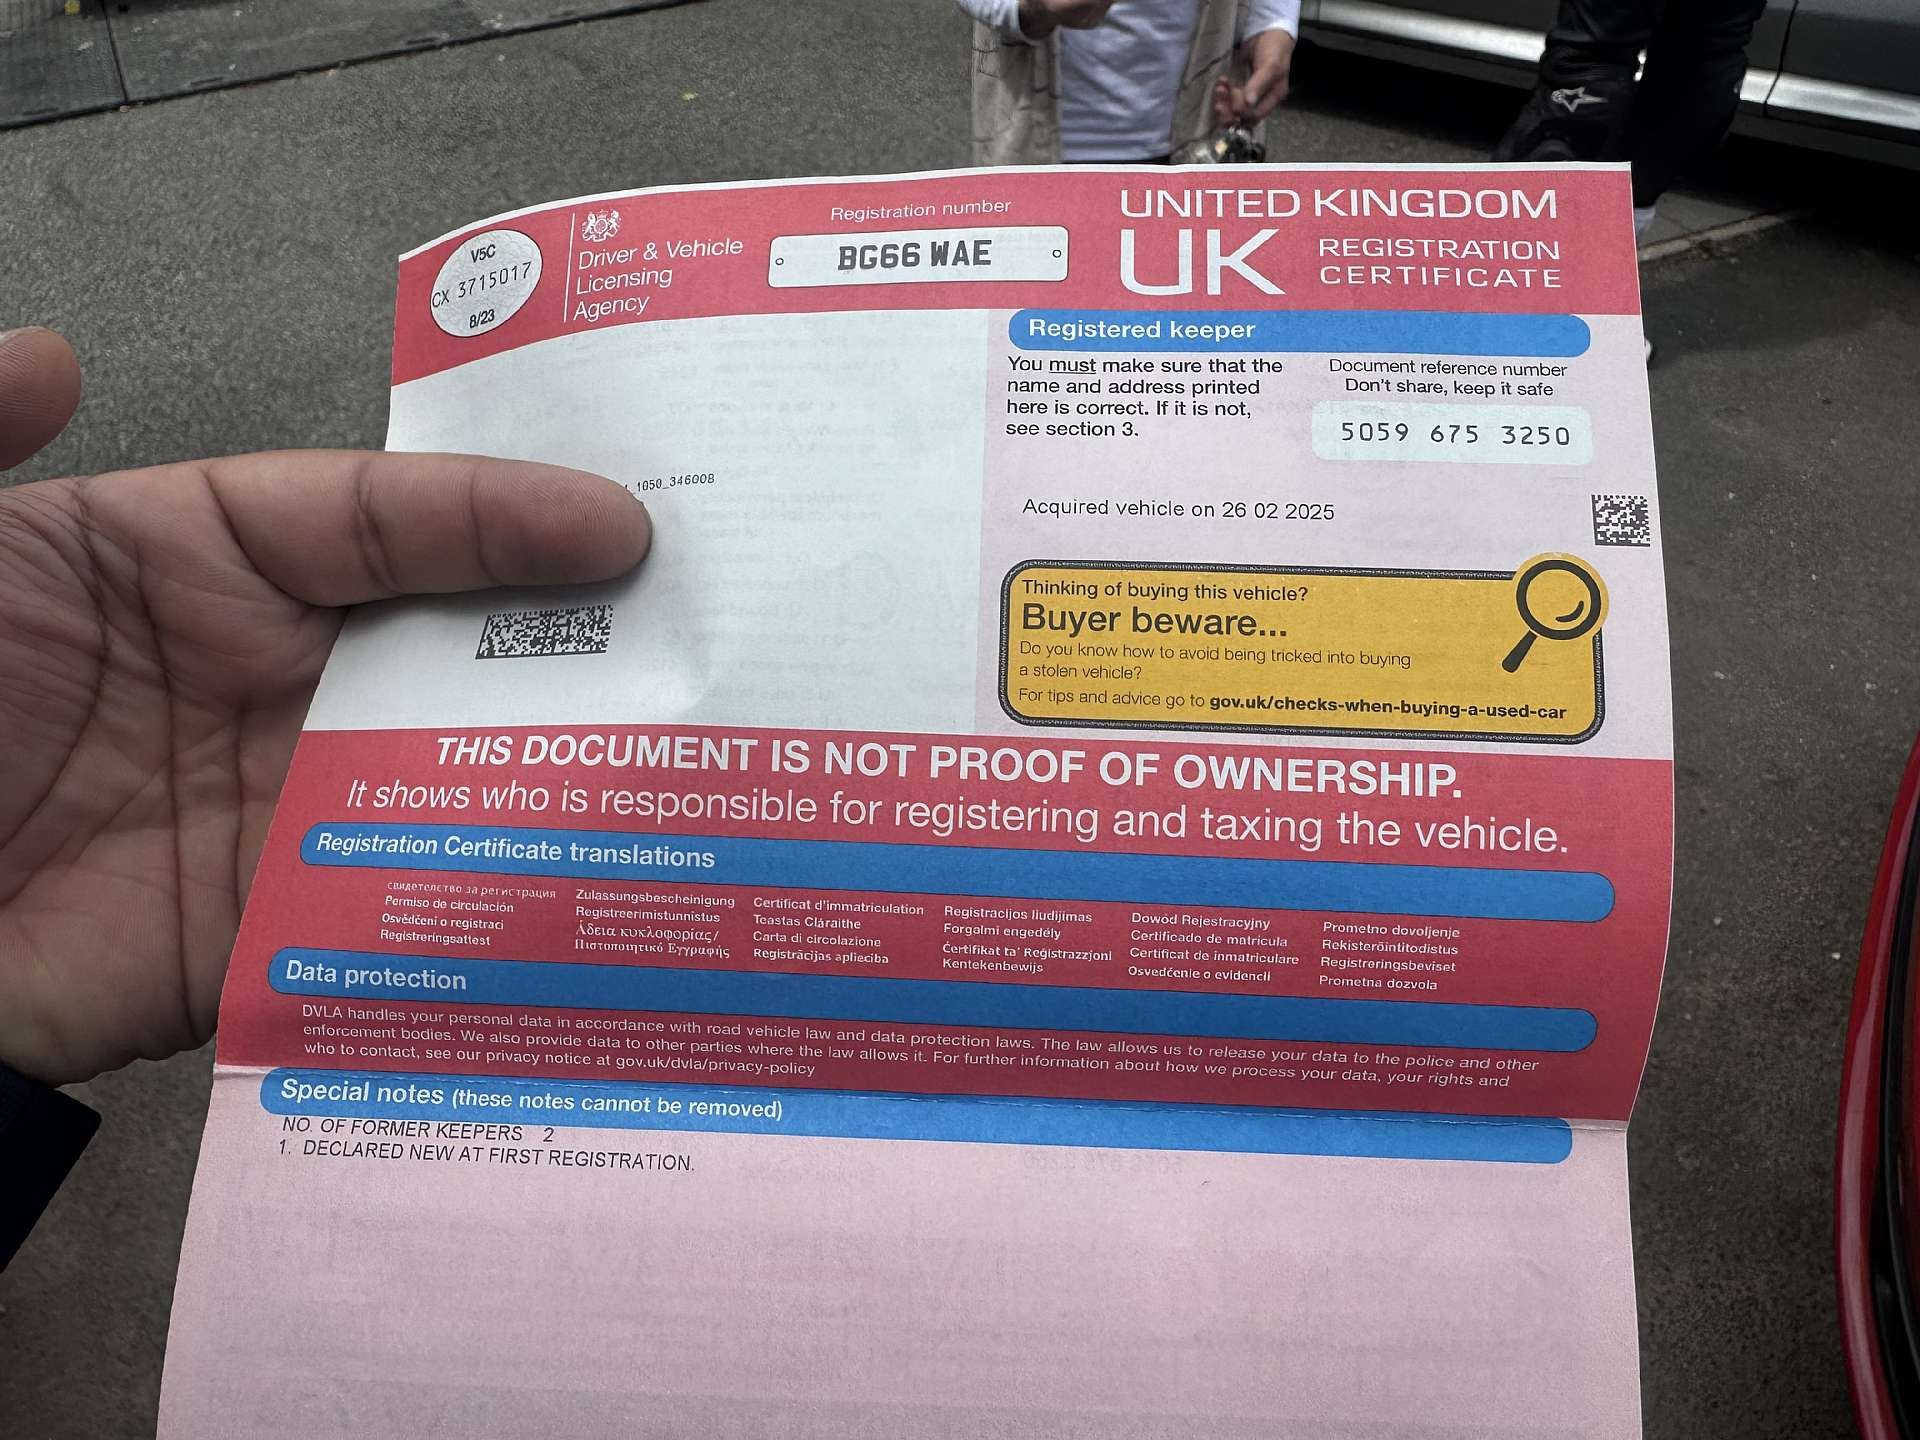 V5C
CX 3715017
8/23
Driver & Vehicle
Licensing
Agency
Registration number
BG66 WAE
UNITED KINGDOM
UK
REGISTRATION
CERTIFICATE
Registered keeper
You must make sure that the
name and address printed
here is correct. If it is not,
see section 3.
Document reference number
Don't share, keep it safe
5059 675 3250
_1050_346008
Acquired vehicle on 26 02 2025
Thinking of buying this vehicle?
Buyer beware...
Do you know how to avoid being tricked into buying
a stolen vehicle?
For tips and advice go to gov.uk/checks-when-buying-a-used-car
THIS DOCUMENT IS NOT PROOF OF OWNERSHIP.
It shows who is responsible for registering and taxing the vehicle.
Registration Certificate translations
свидетелство за регистрация
Permiso de circulación
Osvědčení o registraci
Registreringsattest
Zulassungsbescheinigung
Registreerimistunnistus
Άδεια κυκλοφορίας/
Πιστοποιητικό Εγγραφής
Certificat d'immatriculation
Teastas Cláraithe
Carta di circolazione
Registrācijas apliecība
Registracijos liudijimas
Forgalmi engedély
Ċertifikat ta' Reġistrazzjoni
Kentekenbewijs
Dowód Rejestracyjny
Certificado de matrícula
Certificat de inmatriculare
Osvedčenie o evidencii
Prometno dovoljenje
Rekisteröintitodistus
Registreringsbeviset
Prometna dozvola
Data protection
DVLA handles your personal data in accordance with road vehicle law and data protection laws. The law allows us to release your data to the police and other
enforcement bodies. We also provide data to other parties where the law allows it. For further information about how we process your data, your rights and
who to contact, see our privacy notice at gov.uk/dvla/privacy-policy
Special notes (these notes cannot be removed)
NO. OF FORMER KEEPERS 2
1. DECLARED NEW AT FIRST REGISTRATION.